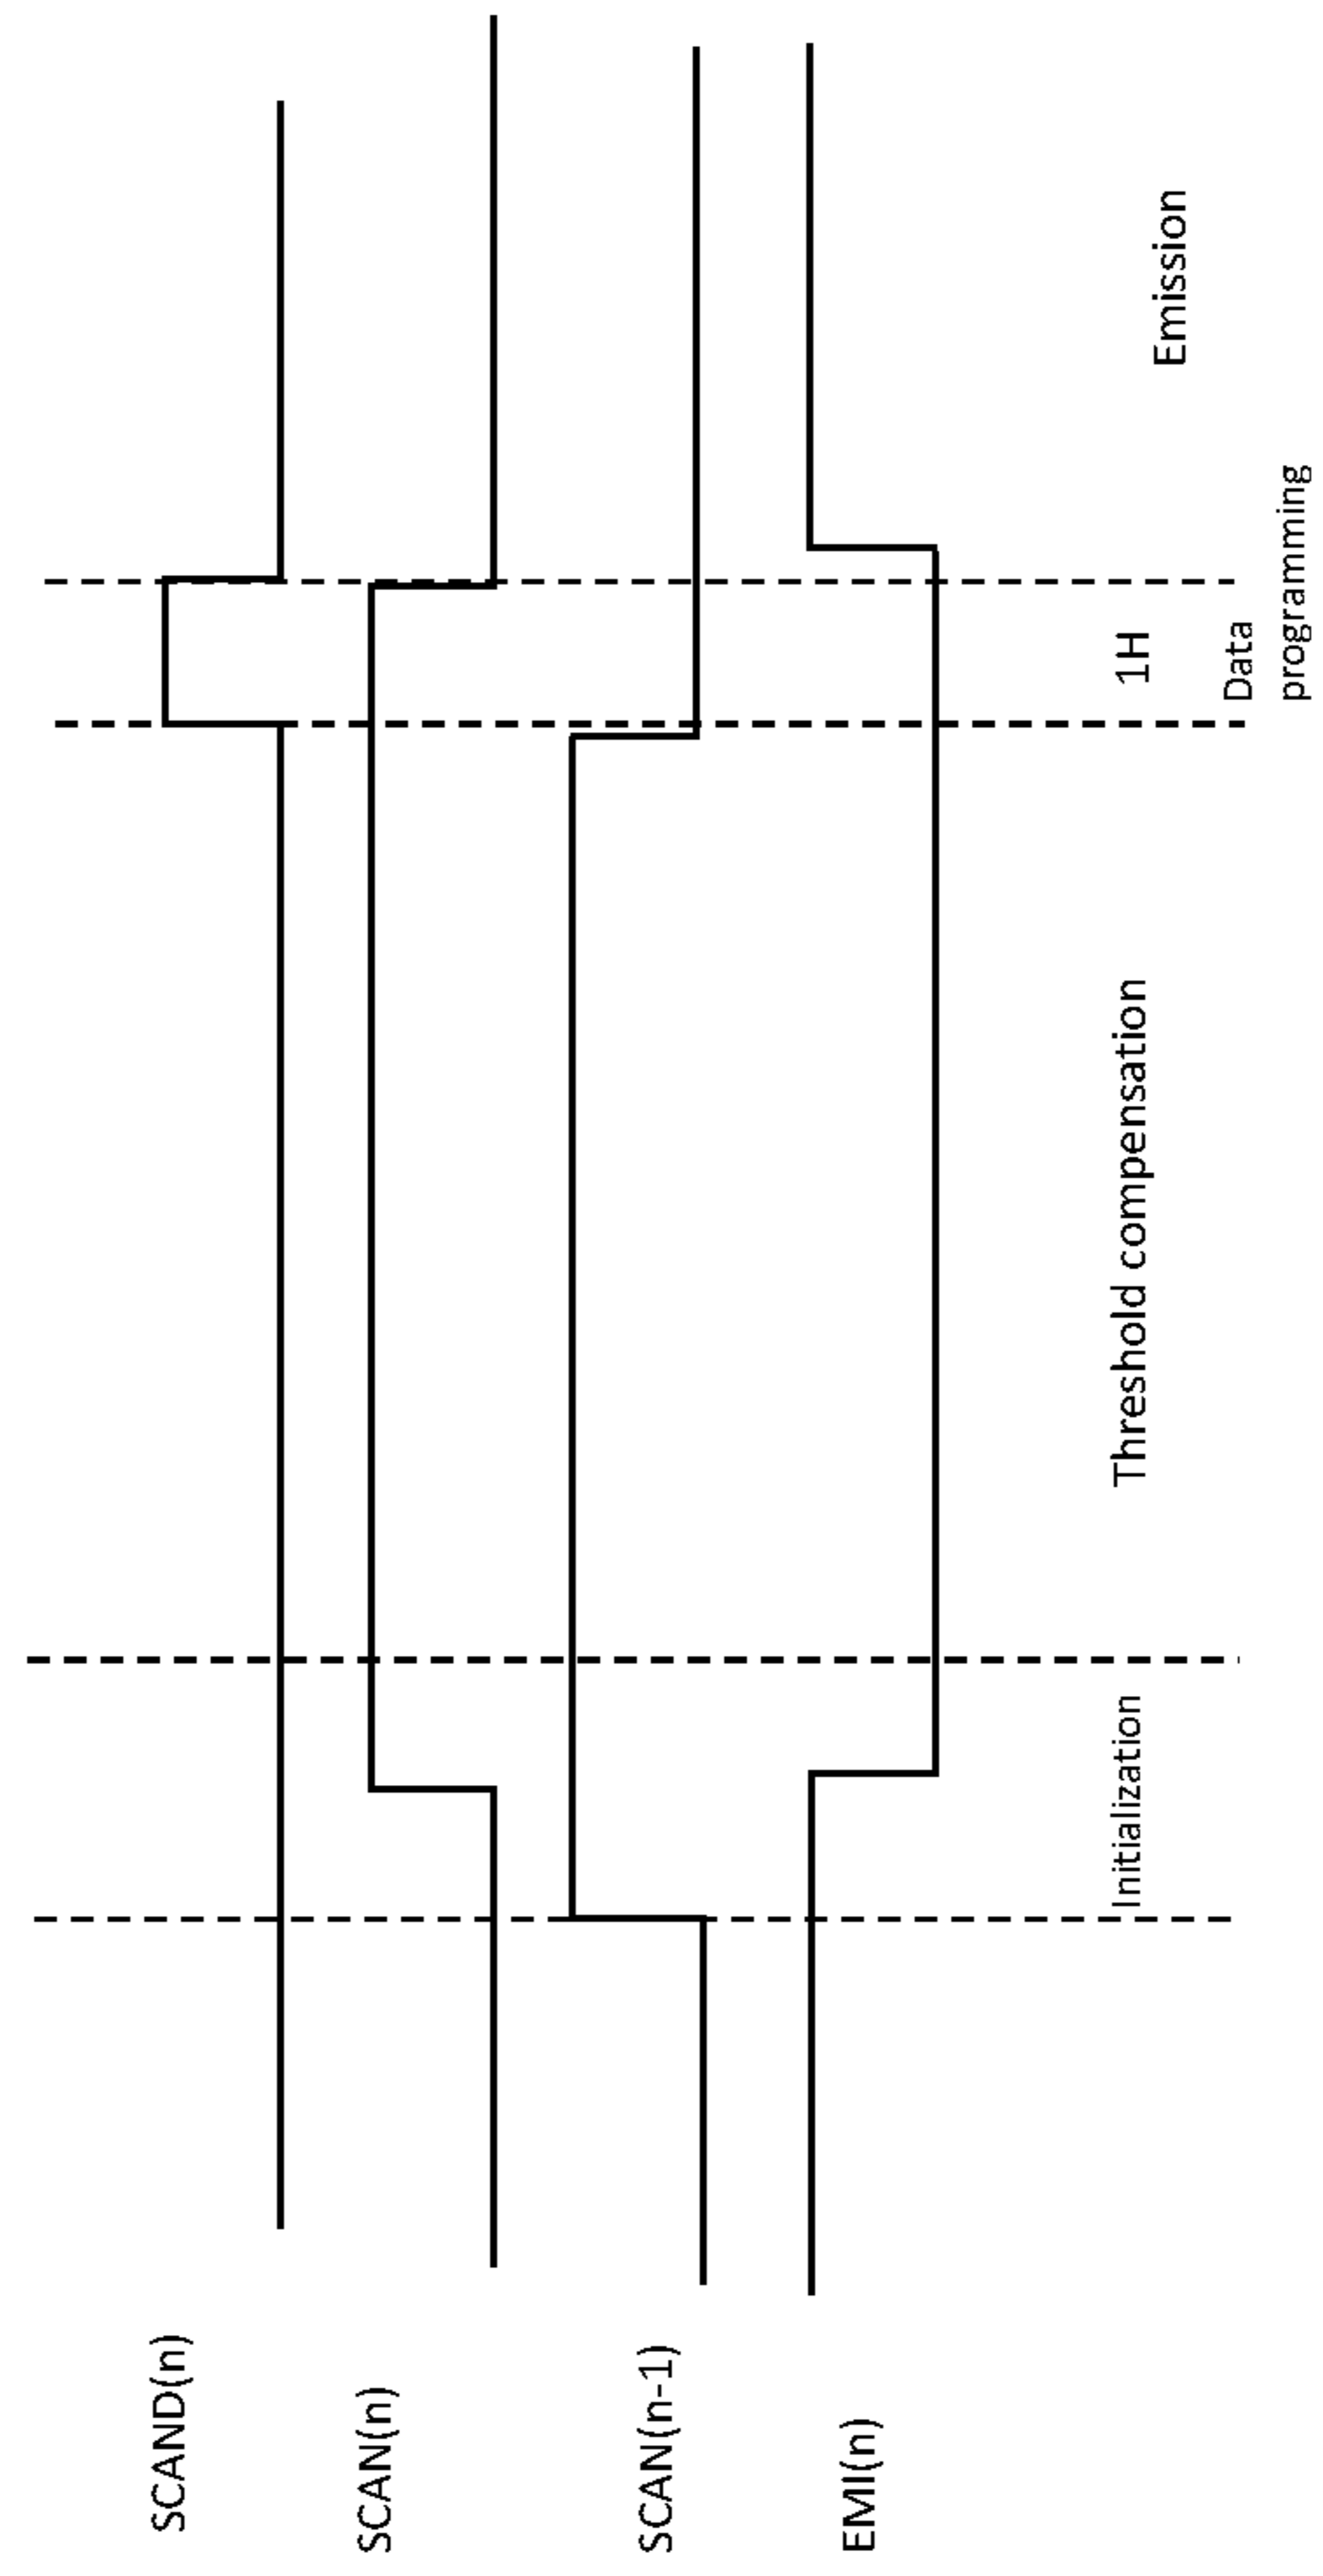 SCAND(n)
SCAN(n)
SCAN(n-1)
EMI(n)
Initialization
Threshold compensation
1H
Data
programming
Emission